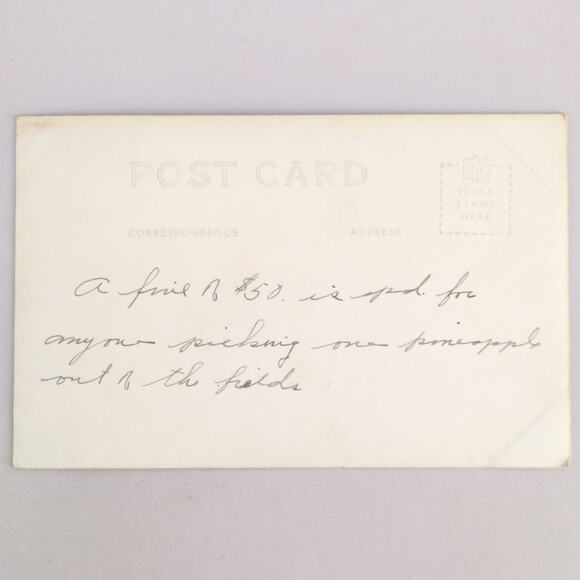 POST CARD
EK
PLACE
STAMP
HERE
CORRESPONDENCE ADDRESS
A fine of $50. is spd. for
anyone picking one pineapple
out of the fields